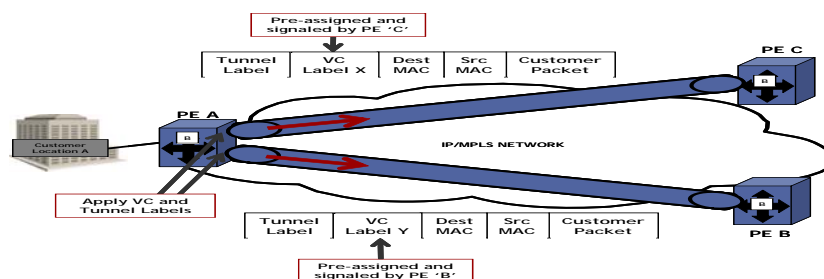 Pre-assigned and
signaled by PE ‘C’
Tunnel
Label
VC
Label X
Dest
MAC
Src
MAC
Customer
Packet
PE C
B
PE A
B
Customer
Location A
IP/MPLS NETWORK
Apply VC and
Tunnel Labels
B
PE B
Tunnel
Label
VC
Label Y
Dest
MAC
Src
MAC
Customer
Packet
Pre-assigned and
signaled by PE ‘B’